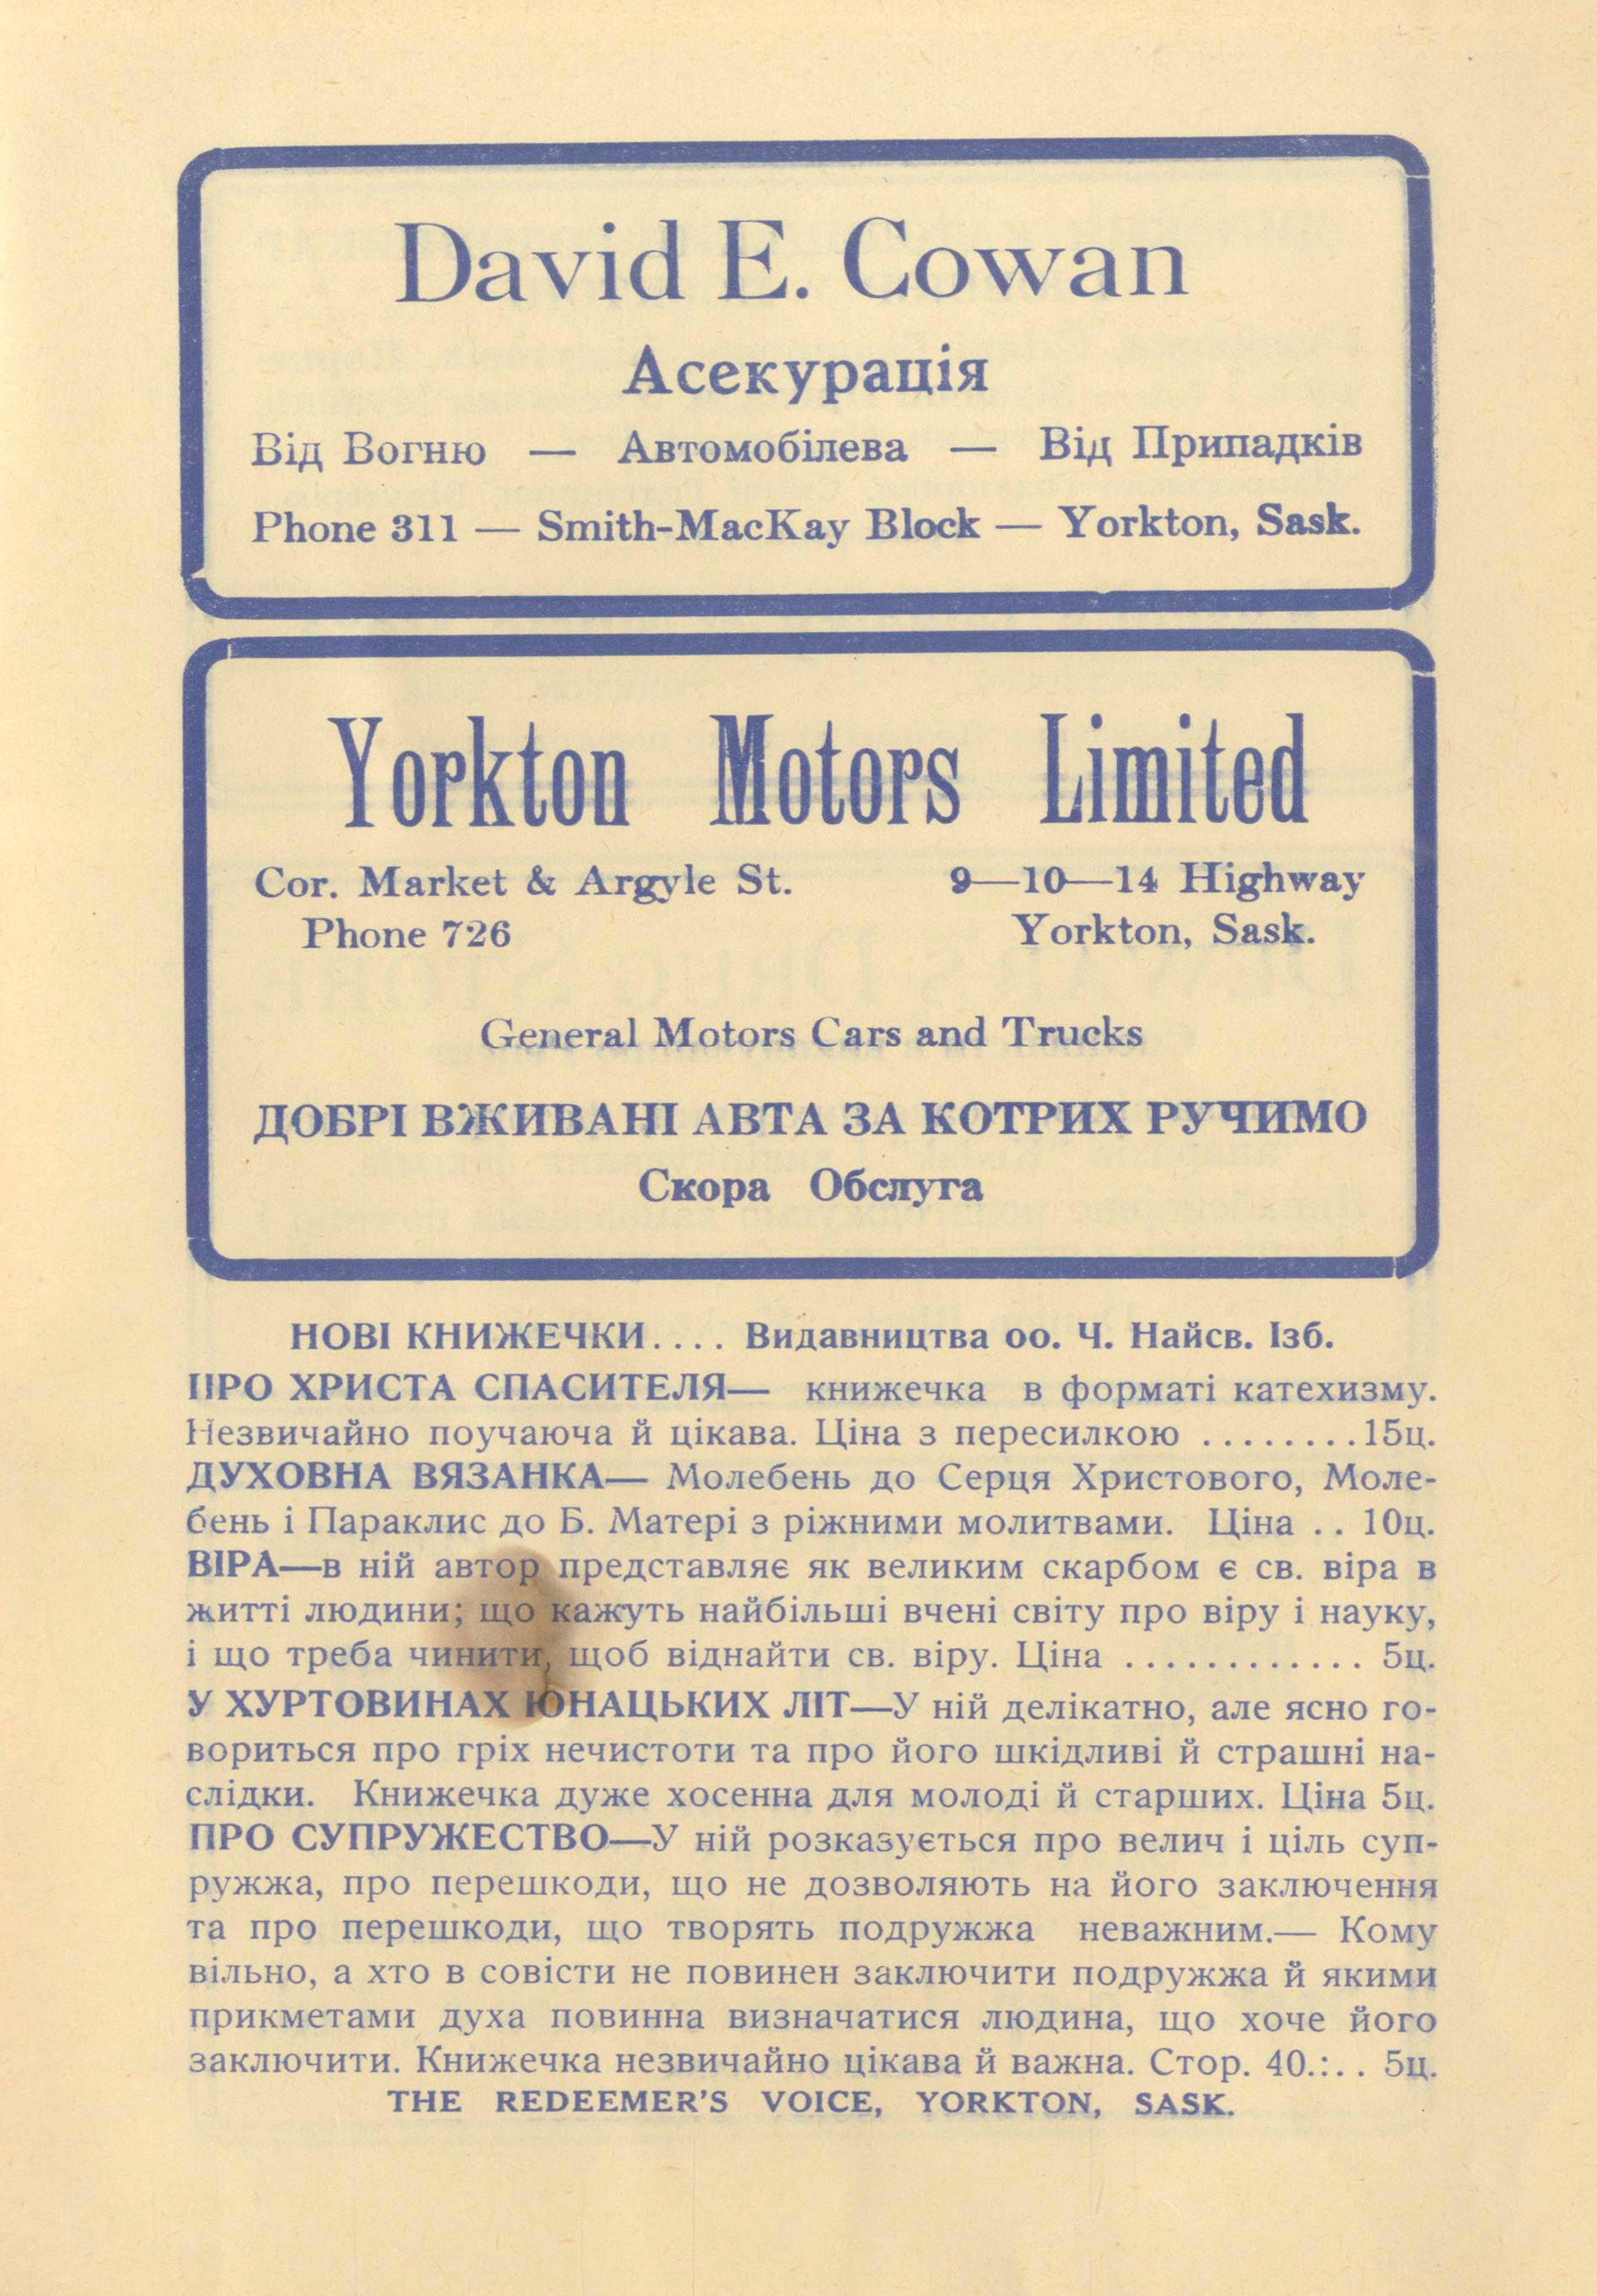 David E. Cowan
Асекурація
Від Вогню — Автомобілева — Від Припадків
Phone 311 — Smith-MacKay Block — Yorkton, Sask.
Yorkton Motors Limited
Cor. Market & Argyle St. 9—10—14 Highway
Phone 726 Yorkton, Sask.
General Motors Cars and Trucks
ДОБРІ ВЖИВАНІ АВТА ЗА КОТРИХ РУЧИМО
Скора Обслуга
НОВІ КНИЖЕЧКИ.... Видавництва оо. Ч. Найсв. Ізб.
ПРО ХРИСТА СПАСИТЕЛЯ— книжечка в форматі катехизму.
Незвичайно поучаюча й цікава. Ціна з пересилкою ........15ц.
ДУХОВНА ВЯЗАНКА— Молебень до Серця Христового, Моле-
бень і Параклис до Б. Матері з ріжними молитвами. Ціна .. 10ц.
ВІРА—в ній автор представляє як великим скарбом є св. віра в
житті людини; що кажуть найбільші вчені світу про віру і науку,
і що треба чинити, щоб віднайти св. віру. Ціна ............ 5ц.
У ХУРТОВИНАХ ЮНАЦЬКИХ ЛІТ—У ній делікатно, але ясно го-
вориться про гріх нечистоти та про його шкідливі й страшні на-
слідки. Книжечка дуже хосенна для молоді й старших. Ціна 5ц.
ПРО СУПРУЖЕСТВО—У ній розказується про велич і ціль суп-
ружжа, про перешкоди, що не дозволяють на його заключення
та про перешкоди, що творять подружжа неважним.— Кому
вільно, а хто в совісти не повинен заключити подружжа й якими
прикметами духа повинна визначатися людина, що хоче його
заключити. Книжечка незвичайно цікава й важна. Стор. 40.:.. 5ц.
THE REDEEMER'S VOICE, YORKTON, SASK.